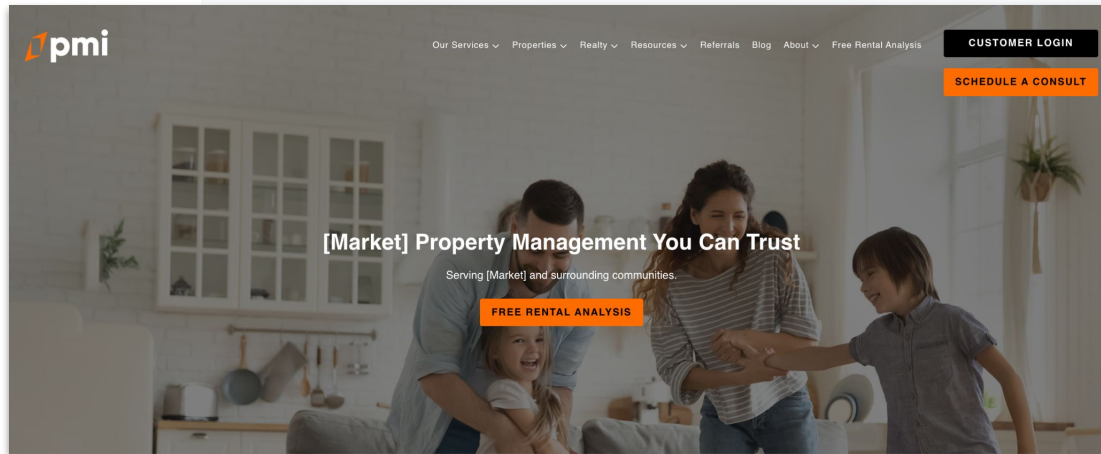 pmi
Our Services Properties Realty Resources Referrals Blog About Free Rental Analysis
CUSTOMER LOGIN
SCHEDULE A CONSULT
[Market] Property Management You Can Trust
Serving [Market] and surrounding communities.
FREE RENTAL ANALYSIS